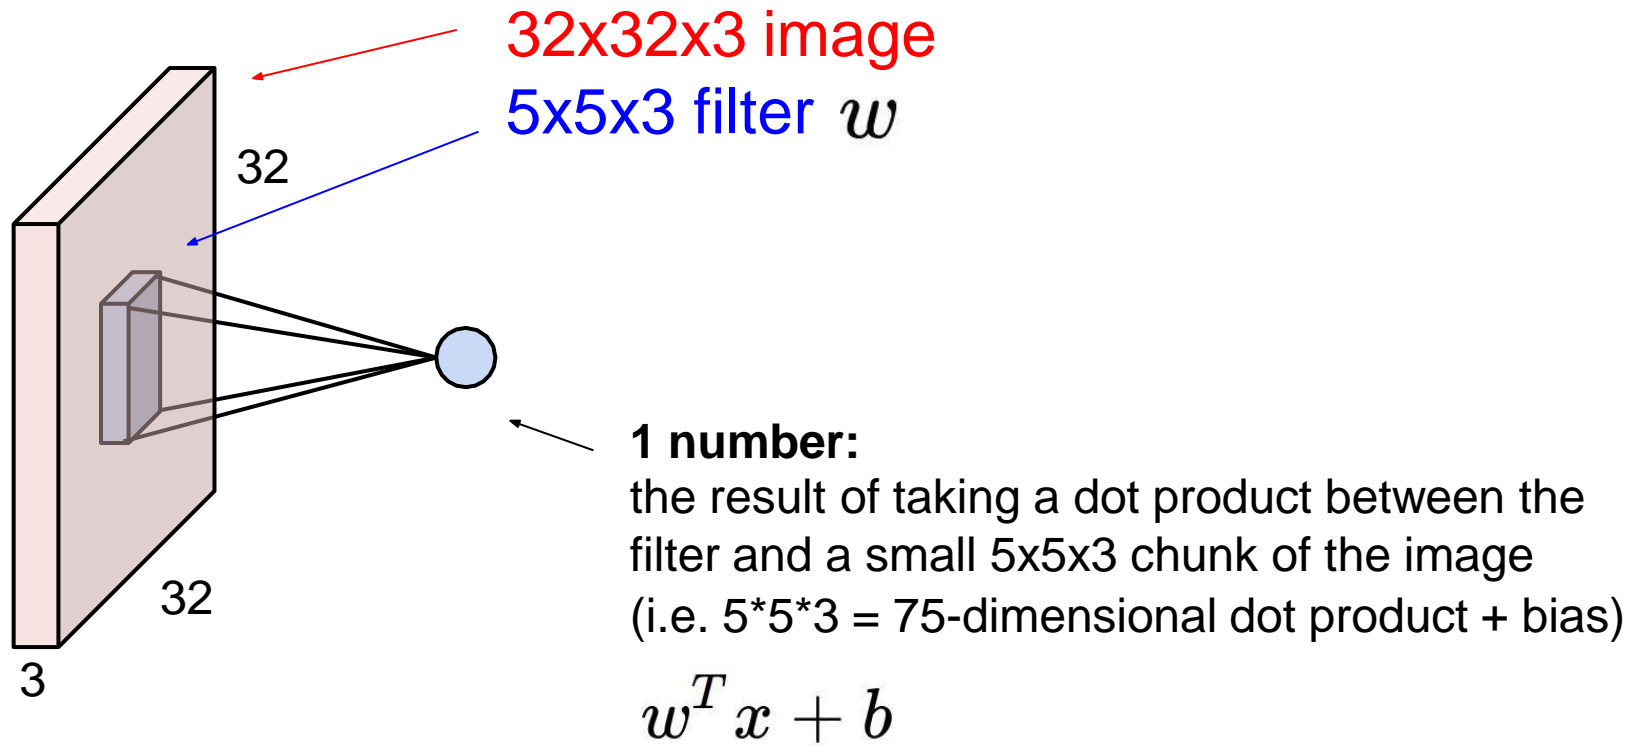 32x32x3 image
5x5x3 filter w
32
32
3
1 number:
the result of taking a dot product between the
filter and a small 5x5x3 chunk of the image
(i.e. 5*5*3 = 75-dimensional dot product + bias)
w^T x + b